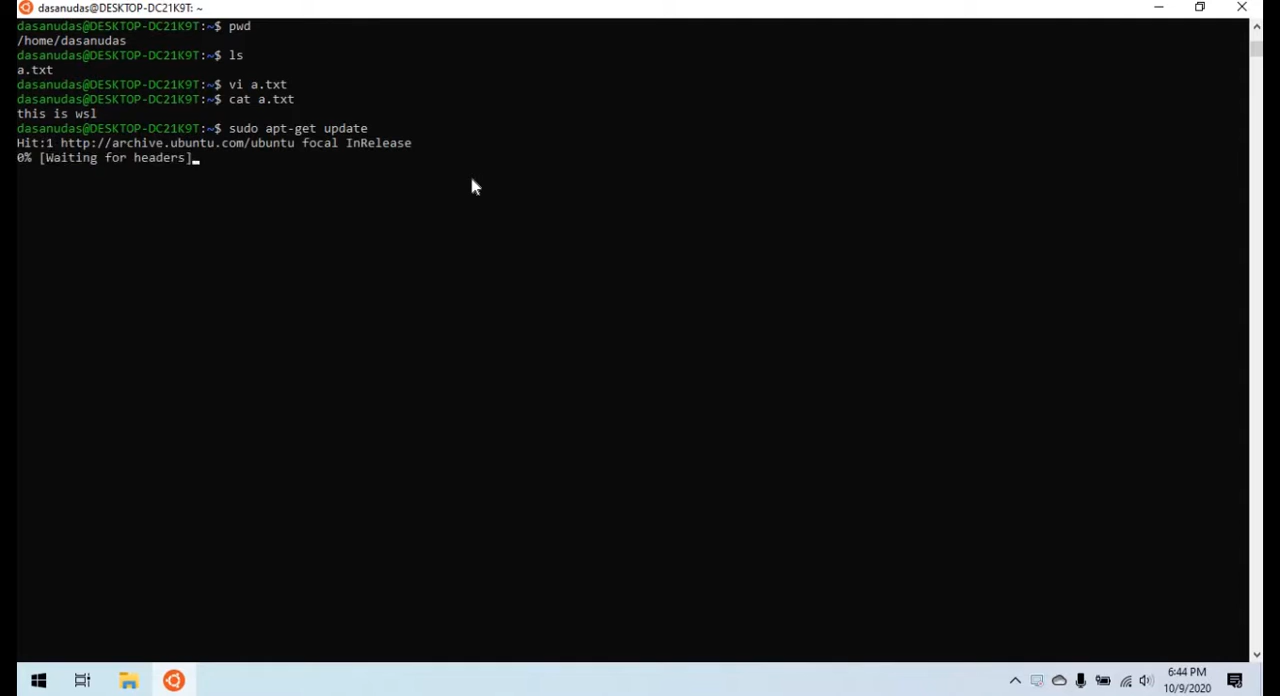 dasanudas@DESKTOP-DC21K9T: ~
dasanudas@DESKTOP-DC21K9T:~$ pwd
/home/dasanudas
dasanudas@DESKTOP-DC21K9T:~$ ls
a.txt
dasanudas@DESKTOP-DC21K9T:~$ vi a.txt
dasanudas@DESKTOP-DC21K9T:~$ cat a.txt
this is wsl
dasanudas@DESKTOP-DC21K9T:~$ sudo apt-get update
Hit:1 http://archive.ubuntu.com/ubuntu focal InRelease
0% [Waiting for headers]
6:44 PM
10/9/2020